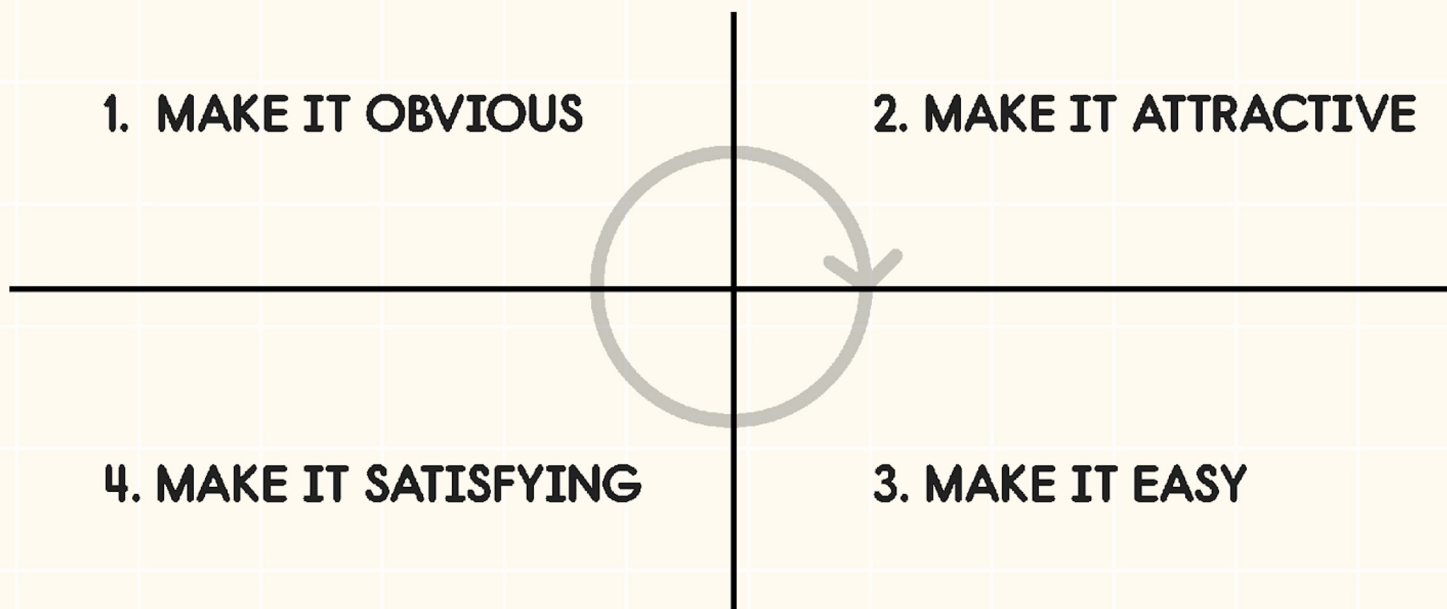 1. MAKE IT OBVIOUS
2. MAKE IT ATTRACTIVE
3. MAKE IT EASY
4. MAKE IT SATISFYING